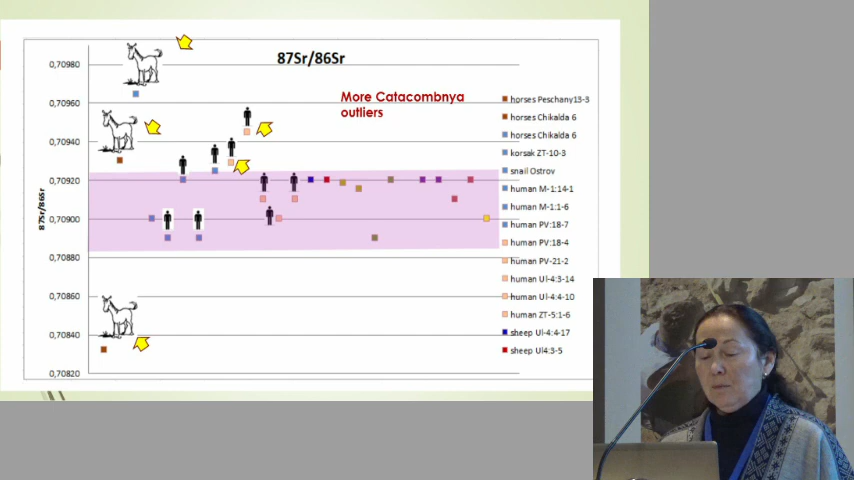 87Sr/86Sr
More Catacombnya
outliers
0,70980
0,70960
0,70940
0,70920
0,70900
0,70880
0,70860
0,70840
0,70820
87Sr/86Sr
horses Peschany13-3
horses Chikalda 6
horses Chikalda 6
korsak ZT-10-3
snail Ostrov
human M-1:14-1
human M-1:1-6
human PV:18-7
human PV:18-4
human PV-21-2
human Ul-4:3-14
human Ul-4:4-10
human ZT-5:1-6
sheep Ul-4:4-17
sheep Ul4:3-5